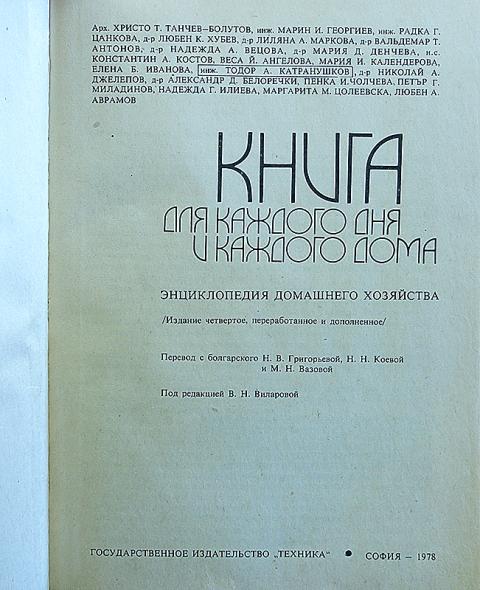 Арх. ХРИСТО Т. ТАНЧЕВ–БОЛУТОВ, инж. МАРИН И. ГЕОРГИЕВ, инж. РАДКА Г.
ЦАНКОВА, д-р ЛЮБЕН К. ХУБЕВ, д-р ЛИЛЯНА А. МАРКОВА, д-р ВАЛЬДЕМАР Т.
АНТОНОВ, д-р НАДЕЖДА А. ВЕЦОВА, д-р МАРИЯ Д. ДЕНЧЕВА, н.с.
КОНСТАНТИН А. КОСТОВ, ВЕСА Й. АНГЕЛОВА, МАРИЯ И. КАЛЕНДЕРОВА,
ЕЛЕНА Б. ИВАНОВА, инж. ТОДОР А. КАТРАНУШКОВ, д-р НИКОЛАЙ А.
ДЖЕЛЕПОВ, д-р АЛЕКСАНДР Д. БЕЛОРЕЧКИ, ПЕНКА И.ЧОЛЧЕВА, ПЕТЪР Г.
МИЛАДИНОВ, НАДЕЖДА Г. ИЛИЕВА, МАРГАРИТА М. ЦОЛЕЕВСКА, ЛЮБЕН А.
АВРАМОВ
КНИГА
ДЛЯ КАЖДОГО ДНЯ
И КАЖДОГО ДОМА
ЭНЦИКЛОПЕДИЯ ДОМАШНЕГО ХОЗЯЙСТВА
/Издание четвертое, переработанное и дополненное/
Перевод с болгарского Н. В. Григорьевой, Н. Н. Коевой
и М. Н. Вазовой
Под редакцией В. Н. Виларовой
ГОСУДАРСТВЕННОЕ ИЗДАТЕЛЬСТВО „ТЕХНИКА“ ● СОФИЯ – 1978